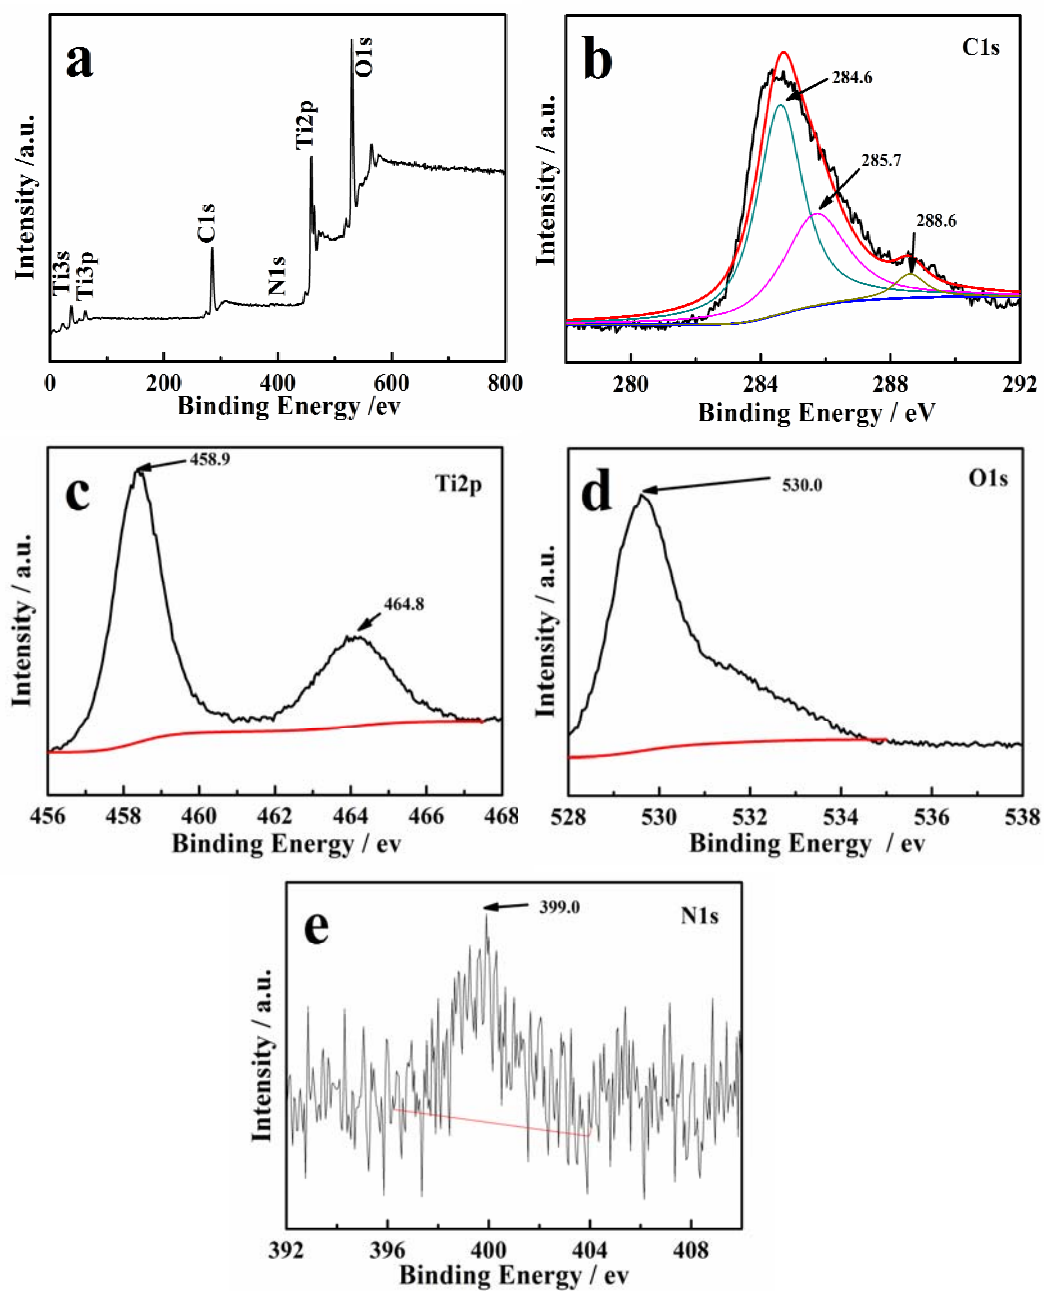 a
Ti3s
Ti3p
C1s
N1s
Ti2p
O1s
Intensity /a.u.
0 200 400 600 800
Binding Energy /ev
b
C1s
284.6
285.7
288.6
Intensity /a.u.
280 284 288 292
Binding Energy / eV
c
Ti2p
458.9
464.8
Intensity / a.u.
456 458 460 462 464 466 468
Binding Energy / ev
d
O1s
530.0
Intensity / a.u.
528 530 532 534 536 538
Binding Energy / ev
e
N1s
399.0
Intensity / a.u.
392 396 400 404 408
Binding Energy / ev